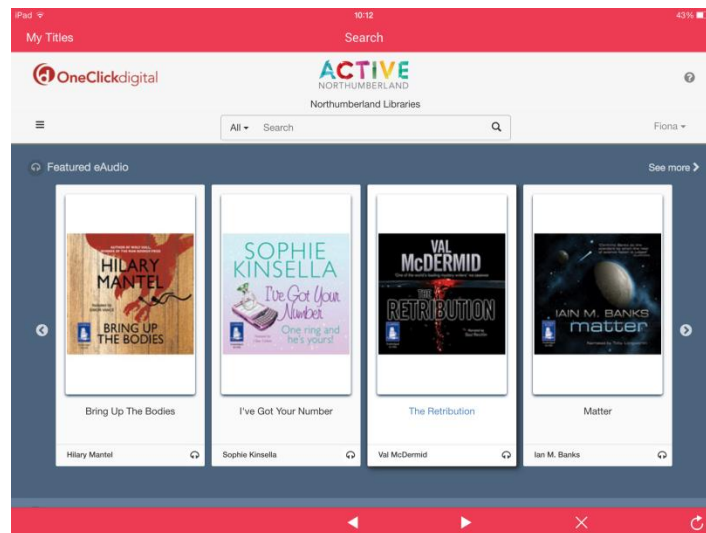 iPad 10:12 43%
My Titles Search
OneClickdigital
ACTIVE
NORTHUMBERLAND
Northumberland Libraries
All Search Fiona
Featured eAudio See more
HILARY
MANTEL
BRING UP
THE BODIES
Bring Up The Bodies
Hilary Mantel
SOPHIE
KINSELLA
I've Got Your
Number
One ring and
he's yours!
I've Got Your Number
Sophie Kinsella
VAL
McDERMID
THE
RETRIBUTION
The Retribution
Val McDermid
IAIN M. BANKS
matter
Matter
Ian M. Banks